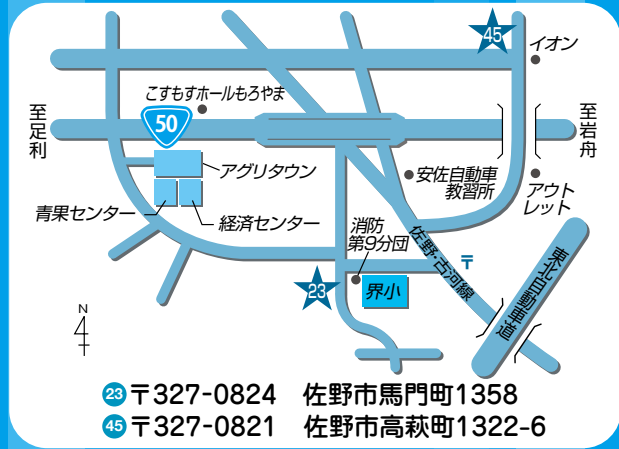 45
イオン
こすもすホールもろやま
至足利
50
至岩舟
アグリタウン
安佐自動車
教習所
アウト
レット
青果センター
経済センター
消防
第9分団
佐野・古河線
〒
東北自動車道
23
界小
N
23〒327-0824 佐野市馬門町1358
45〒327-0821 佐野市高萩町1322-6